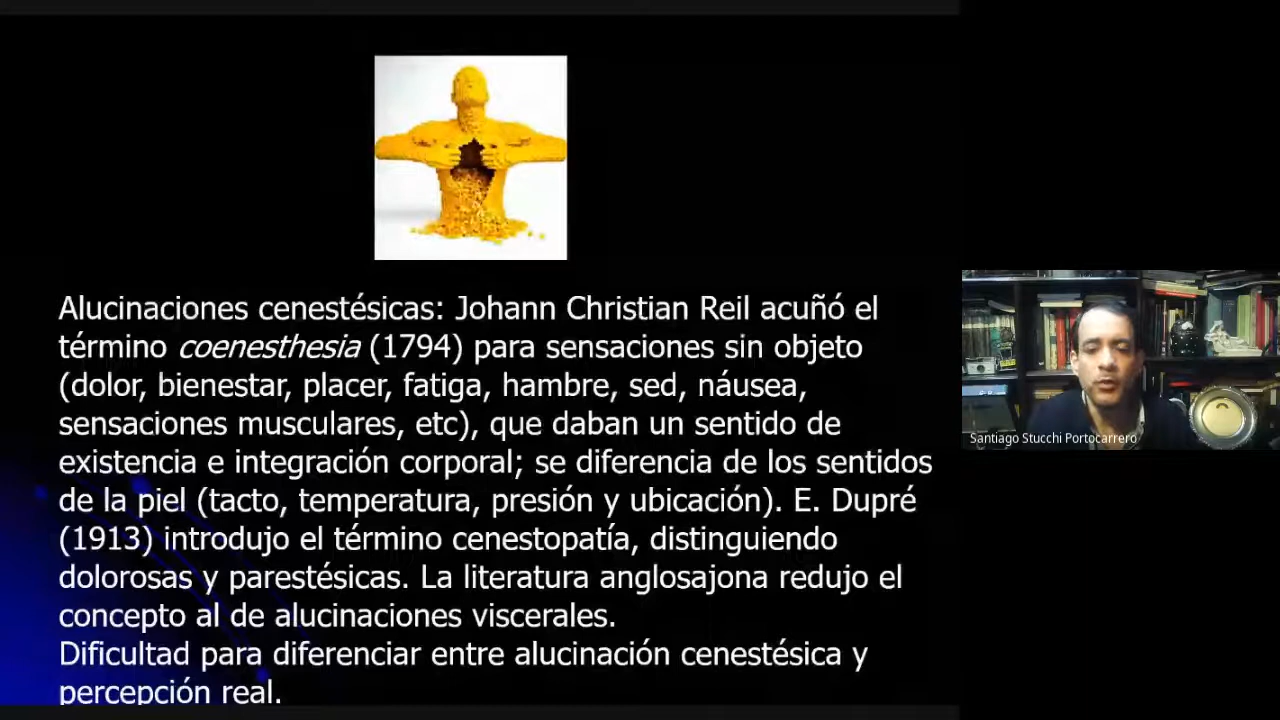 Alucinaciones cenestésicas: Johann Christian Reil acuñó el
término coenesthesia (1794) para sensaciones sin objeto
(dolor, bienestar, placer, fatiga, hambre, sed, náusea,
sensaciones musculares, etc), que daban un sentido de
existencia e integración corporal; se diferencia de los sentidos
de la piel (tacto, temperatura, presión y ubicación). E. Dupré
(1913) introdujo el término cenestopatía, distinguiendo
dolorosas y parestésicas. La literatura anglosajona redujo el
concepto al de alucinaciones viscerales.
Dificultad para diferenciar entre alucinación cenestésica y
percepción real.
Santiago Stucchi Portocarrero